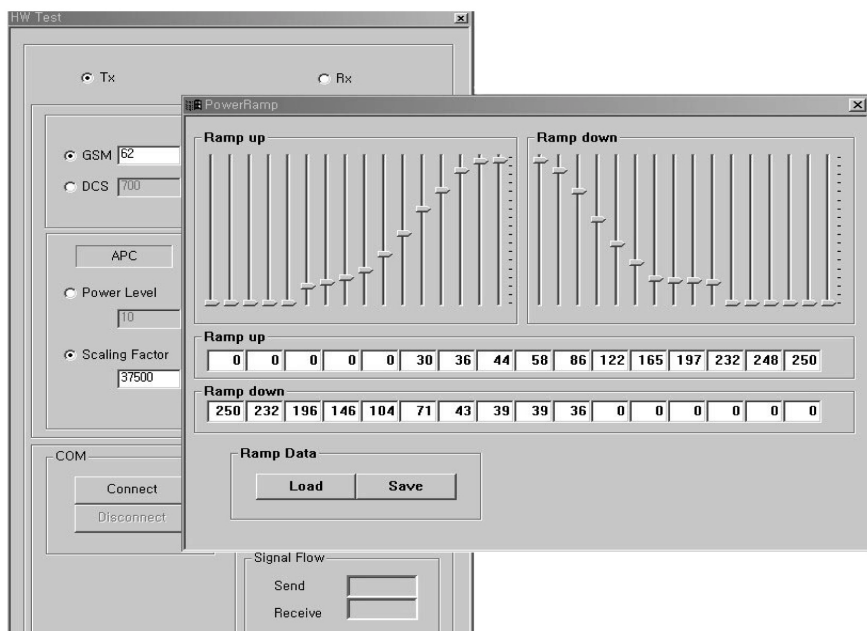 HW Test
Tx
Rx
GSM 62
DCS 700
APC
Power Level
10
Scaling Factor
37500
COM
Connect
Disconnect
PowerRamp
Ramp up
Ramp down
Ramp up
0 0 0 0 0 30 36 44 58 86 122 165 197 232 248 250
Ramp down
250 232 196 146 104 71 43 39 39 36 0 0 0 0 0 0
Ramp Data
Load Save
Signal Flow
Send
Receive